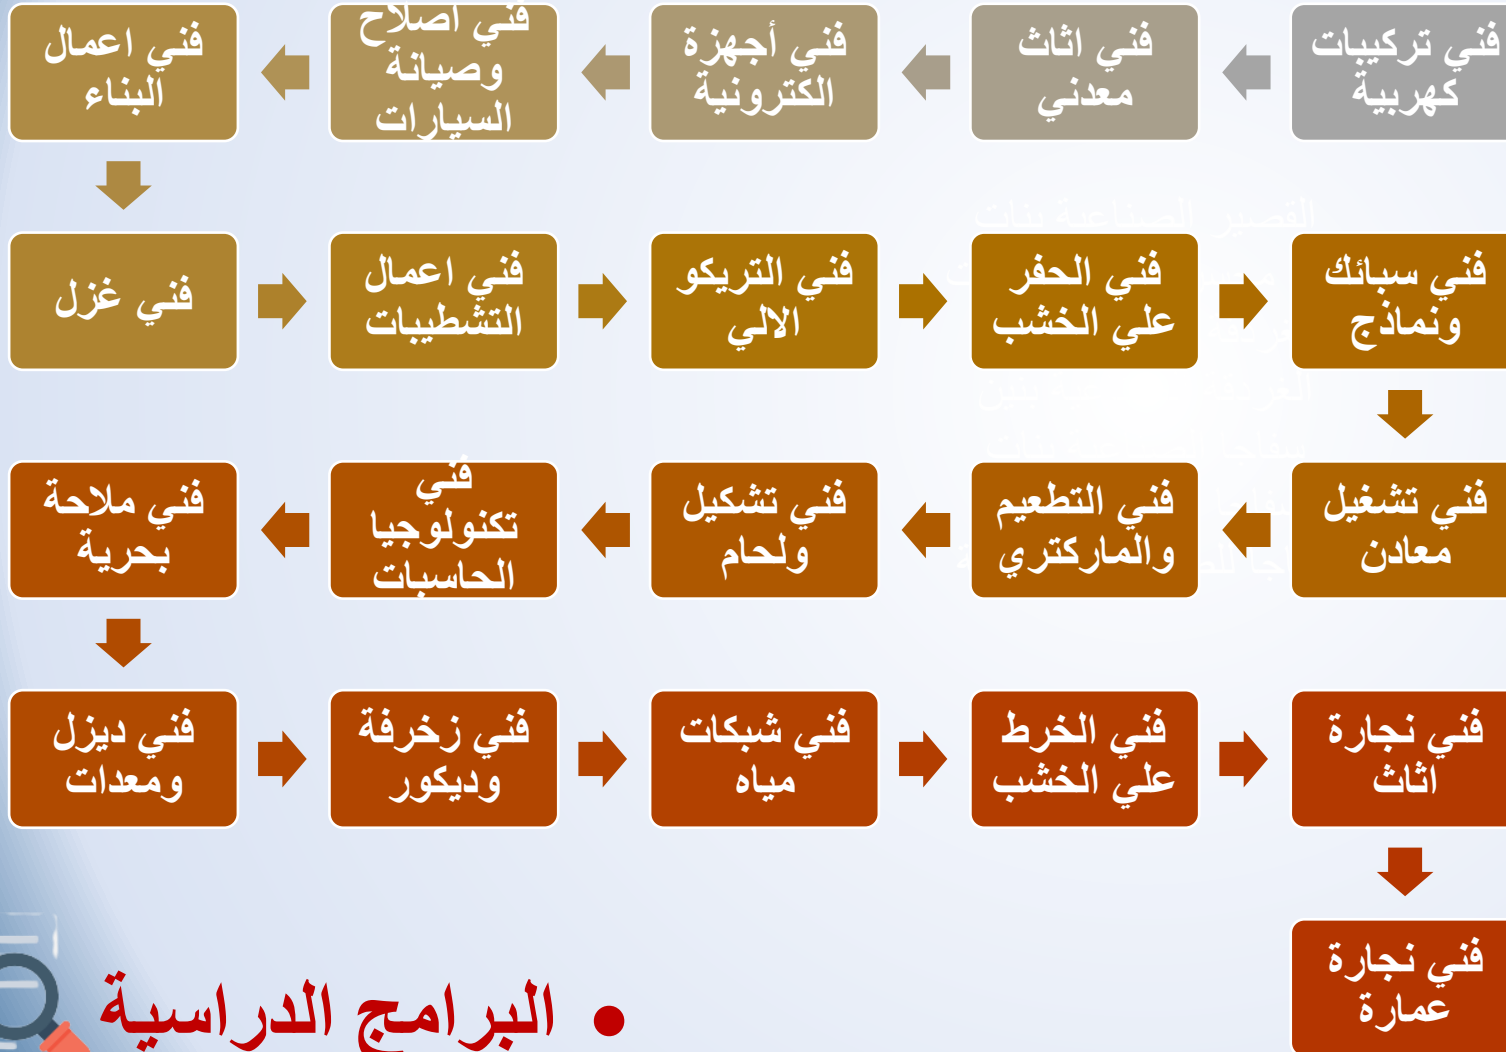 فني تركيبات
كهربية
فني اثاث
معدني
فني أجهزة
الكترونية
فني اصلاح
وصيانة
السيارات
فني اعمال
البناء
فني غزل
فني اعمال
التشطيبات
فني التريكو
الالي
فني الحفر
علي الخشب
فني سبائك
ونماذج
فني تشغيل
معادن
فني التطعيم
والماركتري
فني تشكيل
ولحام
فني
تكنولوجيا
الحاسبات
فني ملاحة
بحرية
فني ديزل
ومعدات
فني زخرفة
وديكور
فني شبكات
مياه
فني الخرط
علي الخشب
فني نجارة
اثاث
فني نجارة
عمارة
القصير الصناعية بنات
• البرامج الدراسية